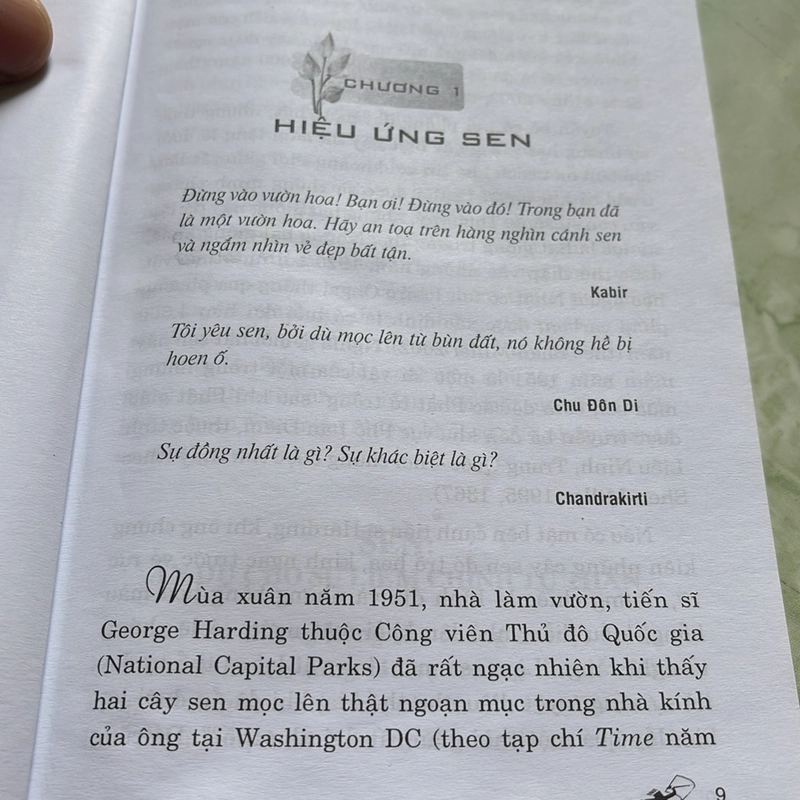 CHƯƠNG 1
HIỆU ỨNG SEN
Đừng vào vườn hoa! Bạn ơi! Đừng vào đó! Trong bạn đã
là một vườn hoa. Hãy an toạ trên hàng nghìn cánh sen
và ngắm nhìn vẻ đẹp bất tận.
Kabir
Tôi yêu sen, bởi dù mọc lên từ bùn đất, nó không hề bị
hoen ố.
Chu Đôn Di
Sự đồng nhất là gì? Sự khác biệt là gì?
Chandrakirti
Mùa xuân năm 1951, nhà làm vườn, tiến sĩ
George Harding thuộc Công viên Thủ đô Quốc gia
(National Capital Parks) đã rất ngạc nhiên khi thấy
hai cây sen mọc lên thật ngoạn mục trong nhà kính
của ông tại Washington DC (theo tạp chí Time năm
9